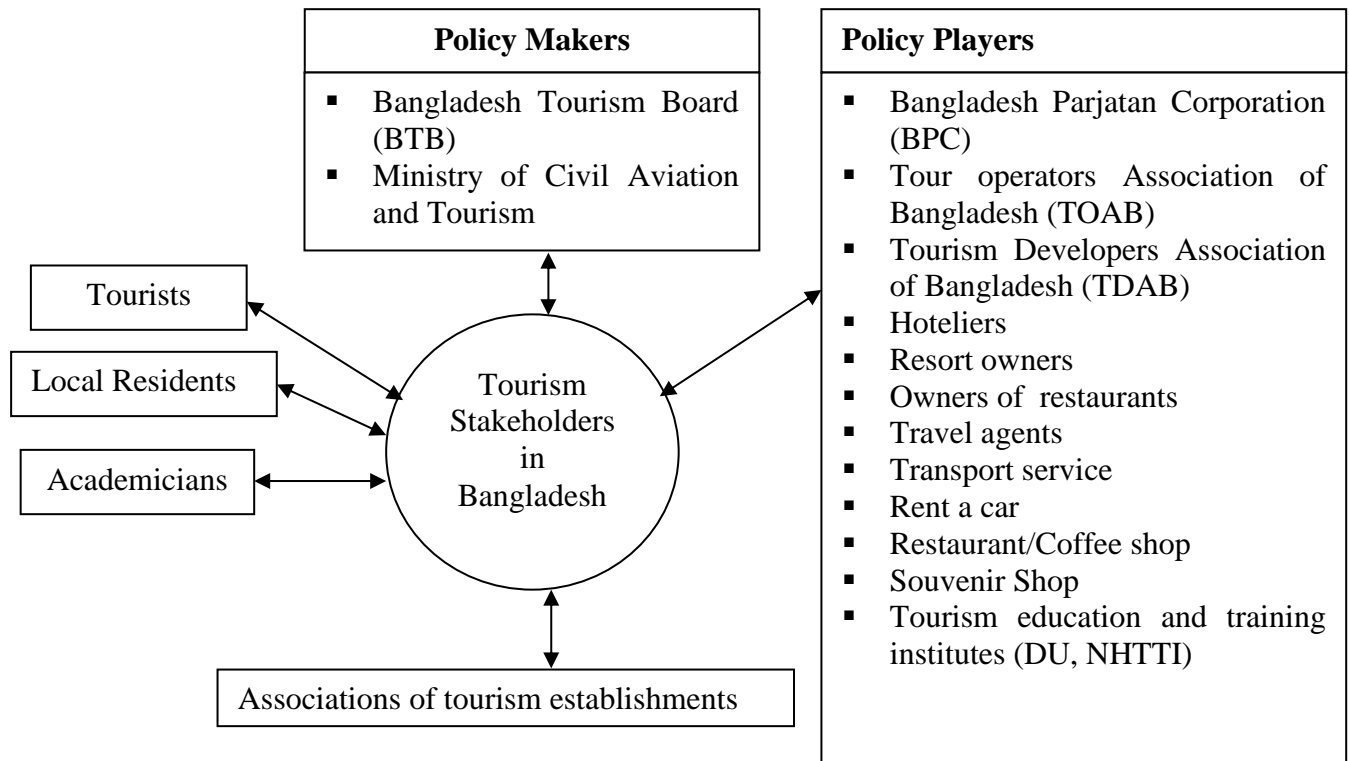 Policy Makers
▪ Bangladesh Tourism Board
(BTB)
▪ Ministry of Civil Aviation
and Tourism
Policy Players
▪ Bangladesh Parjatan Corporation
(BPC)
▪ Tour operators Association of
Bangladesh (TOAB)
▪ Tourism Developers Association
of Bangladesh (TDAB)
▪ Hoteliers
▪ Resort owners
▪ Owners of restaurants
▪ Travel agents
▪ Transport service
▪ Rent a car
▪ Restaurant/Coffee shop
▪ Souvenir Shop
▪ Tourism education and training
institutes (DU, NHTTI)
Tourists
Local Residents
Academicians
Tourism
Stakeholders
in
Bangladesh
Associations of tourism establishments